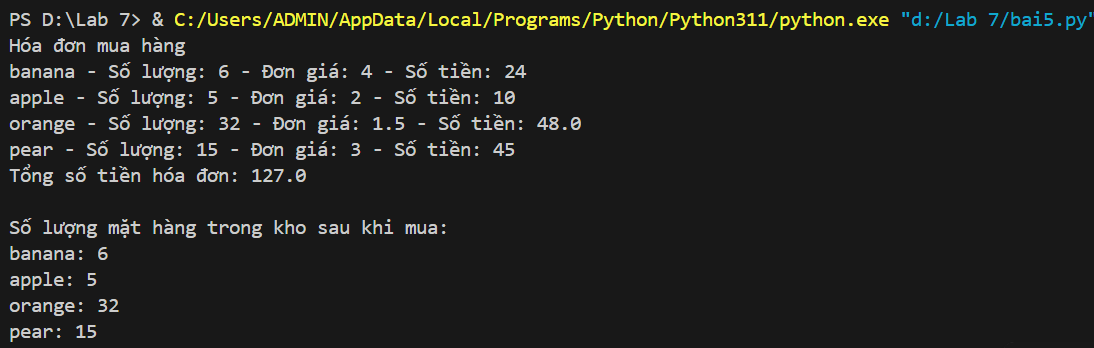 PS D:\Lab 7> & C:/Users/ADMIN/AppData/Local/Programs/Python/Python311/python.exe "d:/Lab 7/bai5.py"
Hóa đơn mua hàng
banana - Số lượng: 6 - Đơn giá: 4 - Số tiền: 24
apple - Số lượng: 5 - Đơn giá: 2 - Số tiền: 10
orange - Số lượng: 32 - Đơn giá: 1.5 - Số tiền: 48.0
pear - Số lượng: 15 - Đơn giá: 3 - Số tiền: 45
Tổng số tiền hóa đơn: 127.0
Số lượng mặt hàng trong kho sau khi mua:
banana: 6
apple: 5
orange: 32
pear: 15